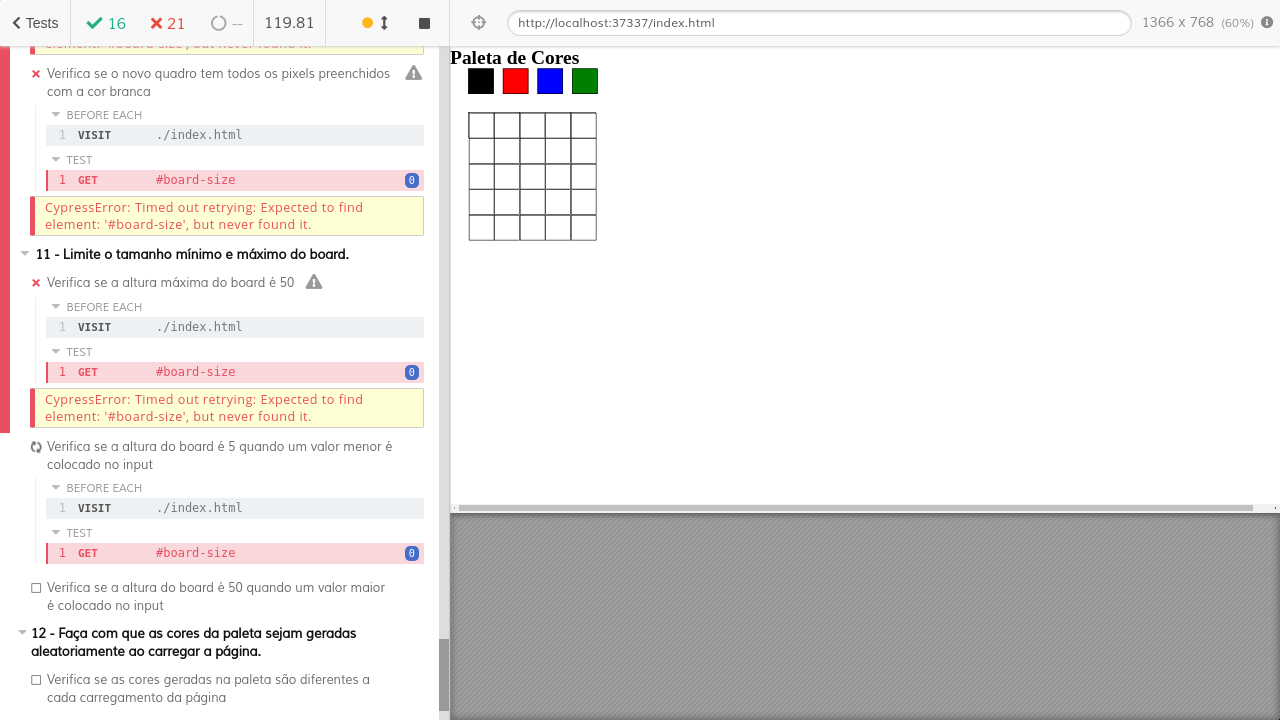 Tests
16
21
--
119.81
http://localhost:37337/index.html
1366 x 768 (60%)
element: '#board-size', but never found it.
Verifica se o novo quadro tem todos os pixels preenchidos
com a cor branca
BEFORE EACH
1 VISIT ./index.html
TEST
1 GET #board-size 0
CypressError: Timed out retrying: Expected to find
element: '#board-size', but never found it.
11 - Limite o tamanho mínimo e máximo do board.
Verifica se a altura máxima do board é 50
BEFORE EACH
1 VISIT ./index.html
TEST
1 GET #board-size 0
CypressError: Timed out retrying: Expected to find
element: '#board-size', but never found it.
Verifica se a altura do board é 5 quando um valor menor é
colocado no input
BEFORE EACH
1 VISIT ./index.html
TEST
1 GET #board-size 0
Verifica se a altura do board é 50 quando um valor maior
é colocado no input
12 - Faça com que as cores da paleta sejam geradas
aleatoriamente ao carregar a página.
Verifica se as cores geradas na paleta são diferentes a
cada carregamento da página
Paleta de Cores